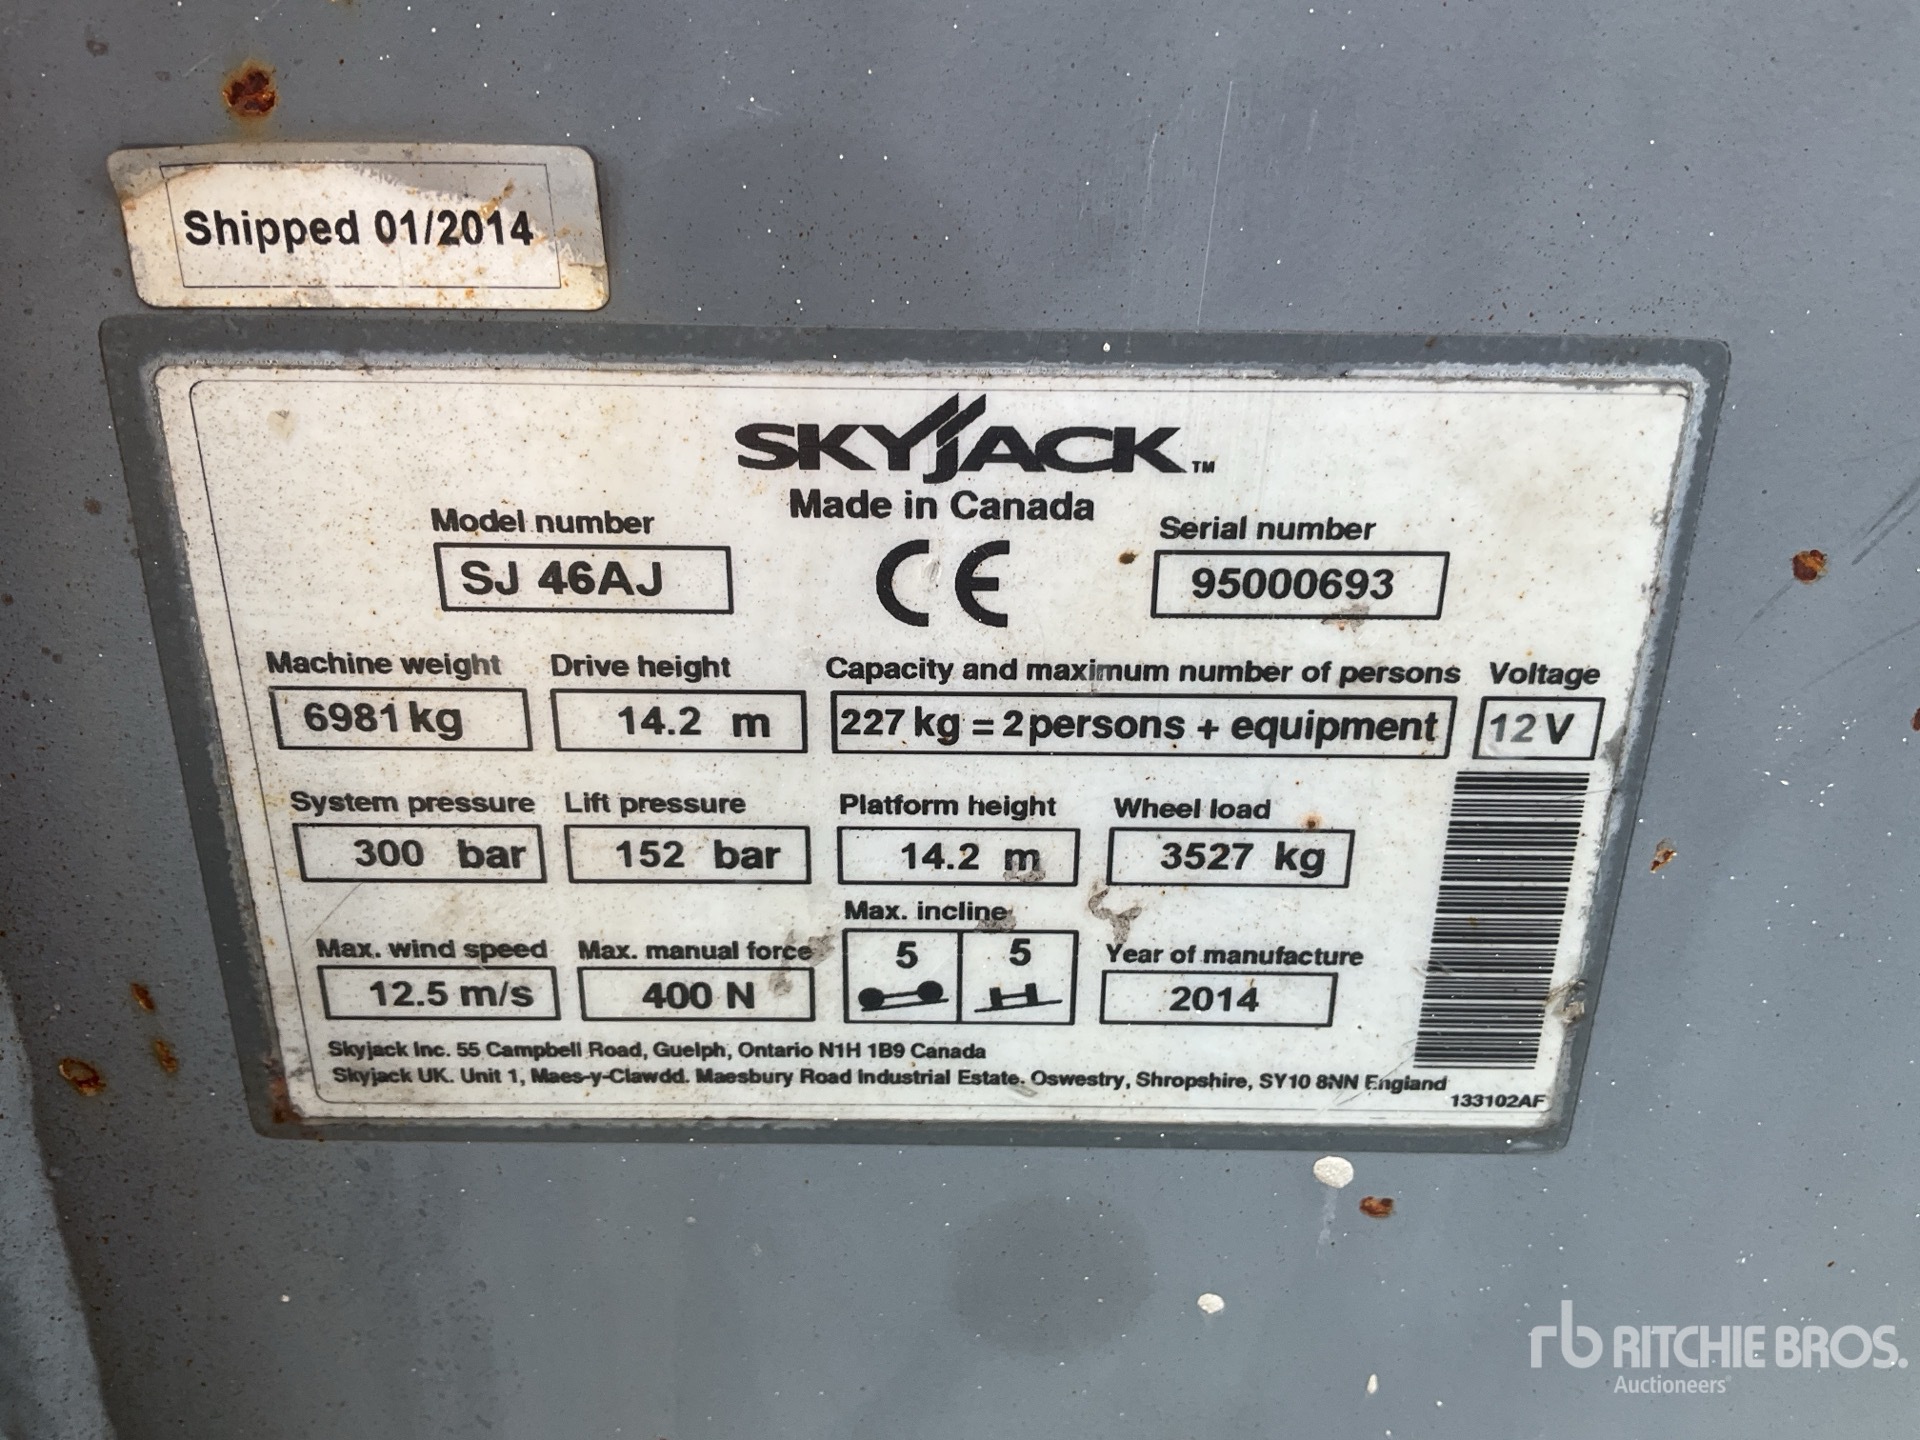 Shipped 01/2014
SKYJACK™
Made in Canada
Model number
SJ 46AJ
CE
Serial number
95000693
Machine weight Drive height Capacity and maximum number of persons Voltage
6981 kg 14.2 m 227 kg = 2 persons + equipment 12 V
System pressure Lift pressure Platform height Wheel load
300 bar 152 bar 14.2 m 3527 kg
Max. wind speed Max. manual force Max. incline Year of manufacture
12.5 m/s 400 N 5 5 2014
Skyjack Inc. 55 Campbell Road, Guelph, Ontario N1H 1B9 Canada
Skyjack UK. Unit 1, Maes-y-Clawdd. Maesbury Road Industrial Estate. Oswestry, Shropshire, SY10 8NN England
133102AF
rb RITCHIE BROS.
Auctioneers